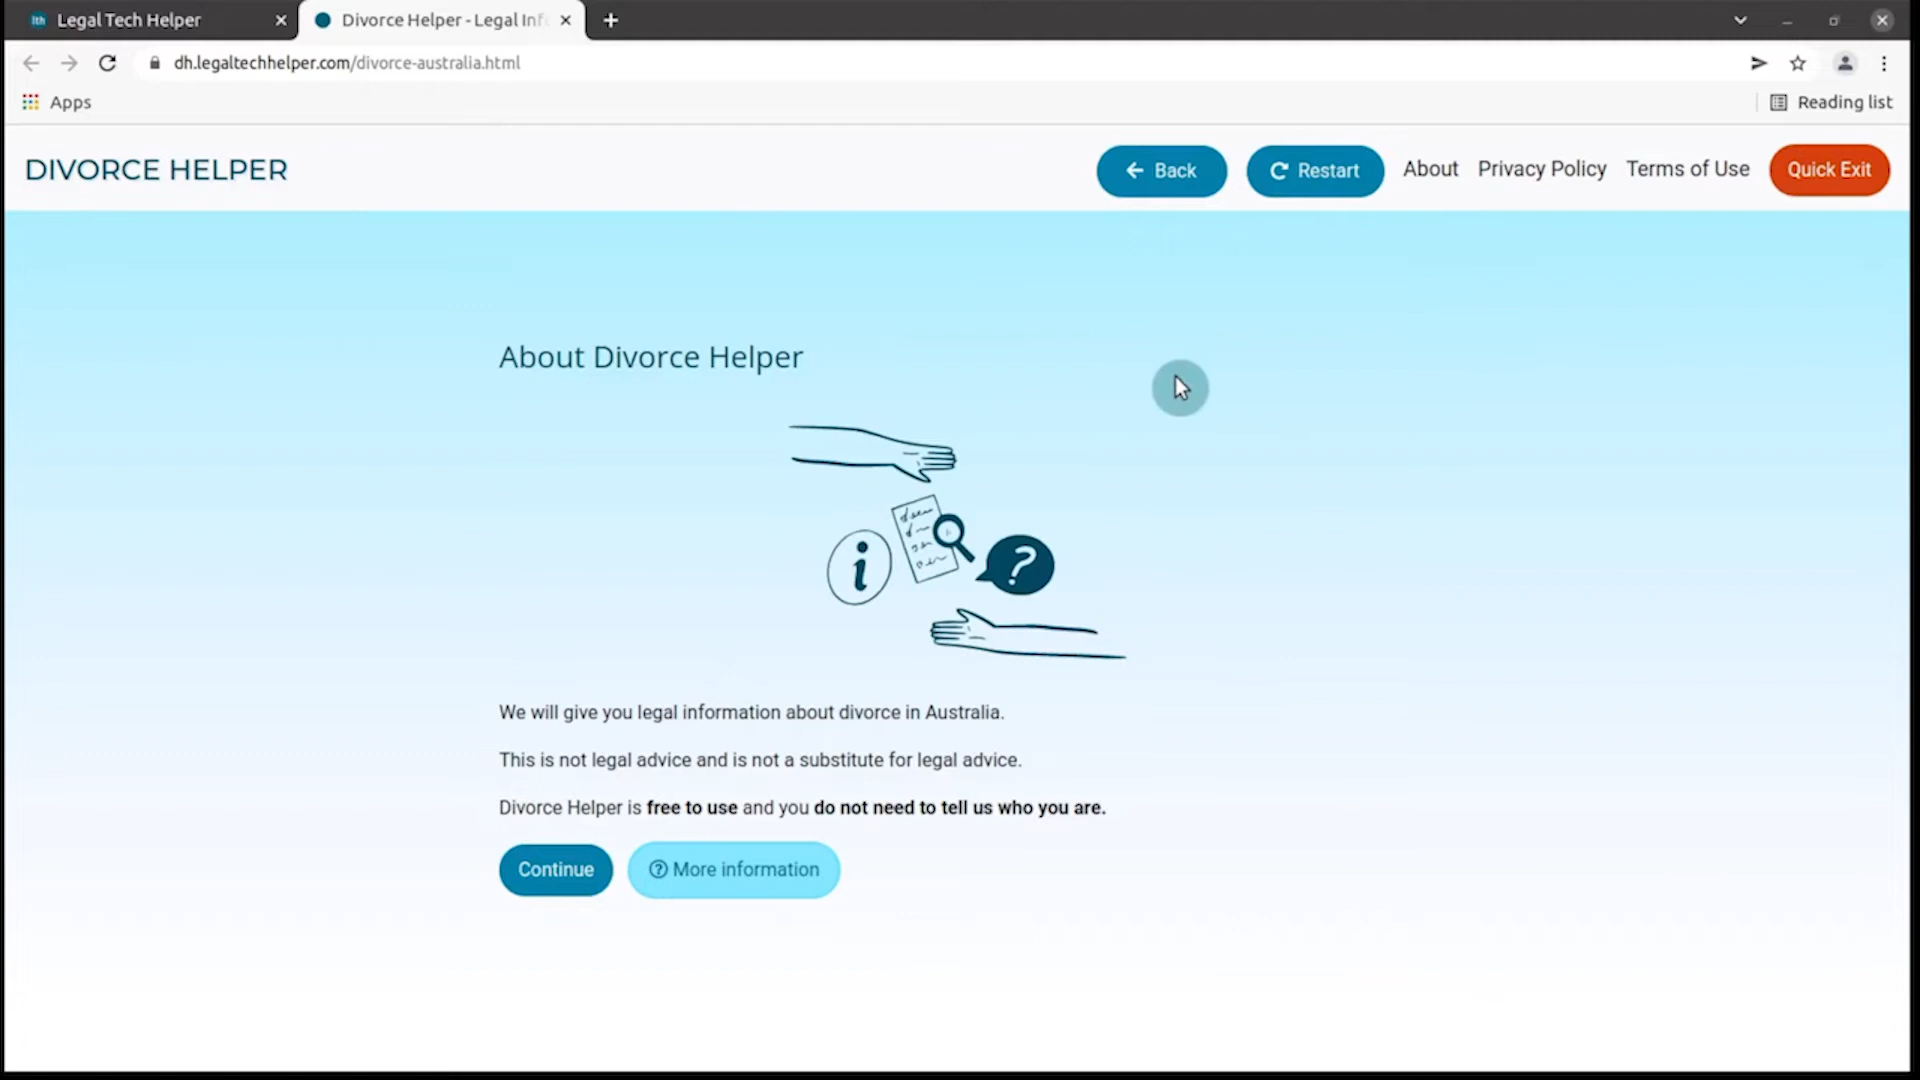 lth Legal Tech Helper
Divorce Helper - Legal Inf
dh.legaltechhelper.com/divorce-australia.html
Apps
Reading list
DIVORCE HELPER
Back
Restart
About
Privacy Policy
Terms of Use
Quick Exit
About Divorce Helper
i
?
We will give you legal information about divorce in Australia.
This is not legal advice and is not a substitute for legal advice.
Divorce Helper is free to use and you do not need to tell us who you are.
Continue
? More information